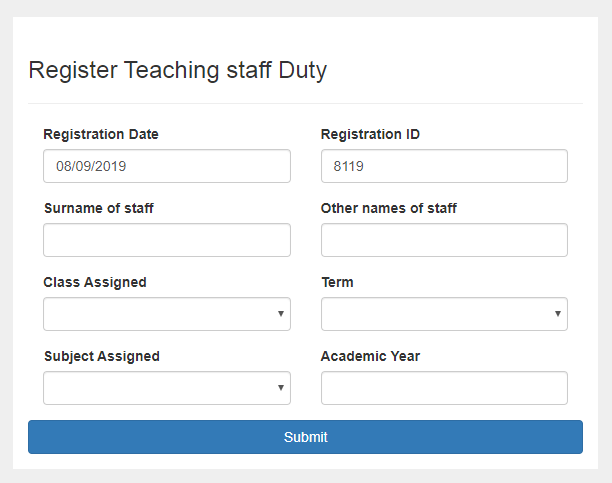 Register Teaching staff Duty
Registration Date Registration ID
08/09/2019 8119
Surname of staff Other names of staff
Class Assigned Term
Subject Assigned Academic Year
Submit